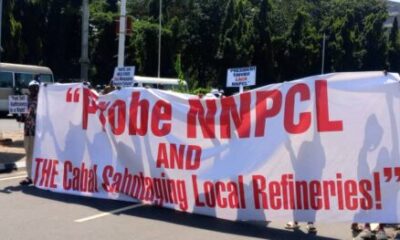 "Probe NNPCL
AND
THE Cabal Sabotaging Local Refineries!"